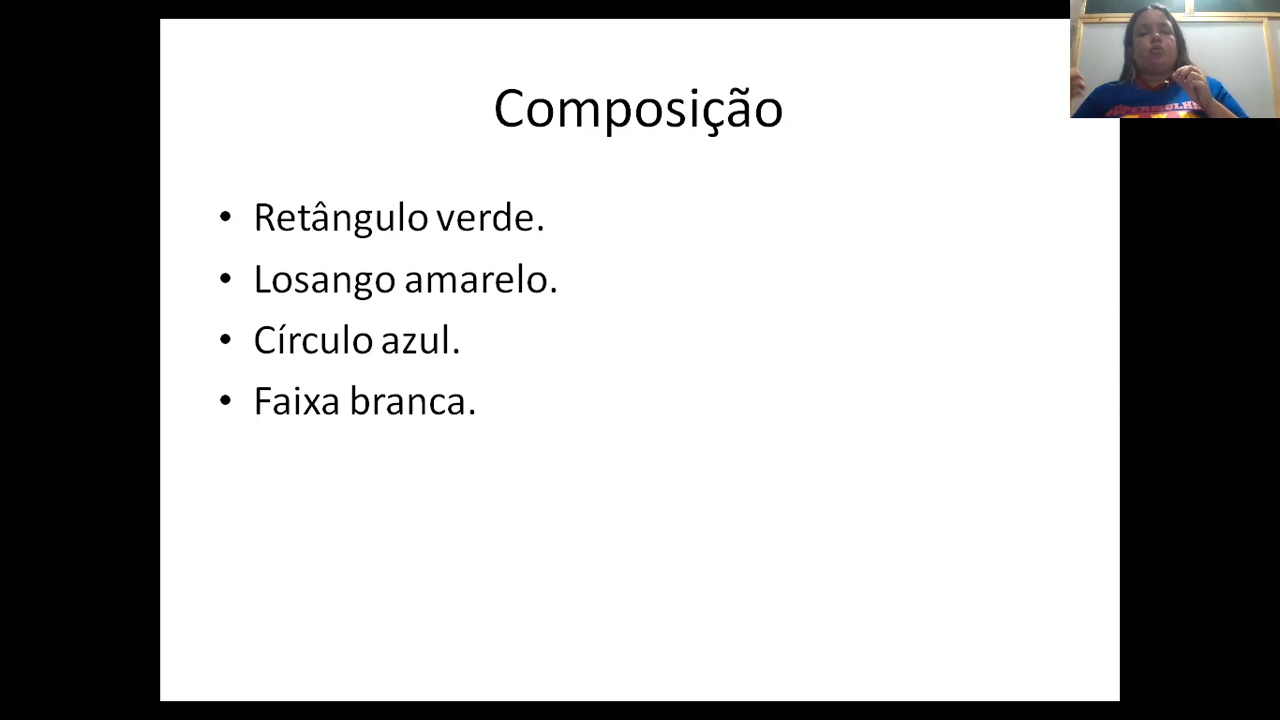 Composição
• Retângulo verde.
• Losango amarelo.
• Círculo azul.
• Faixa branca.